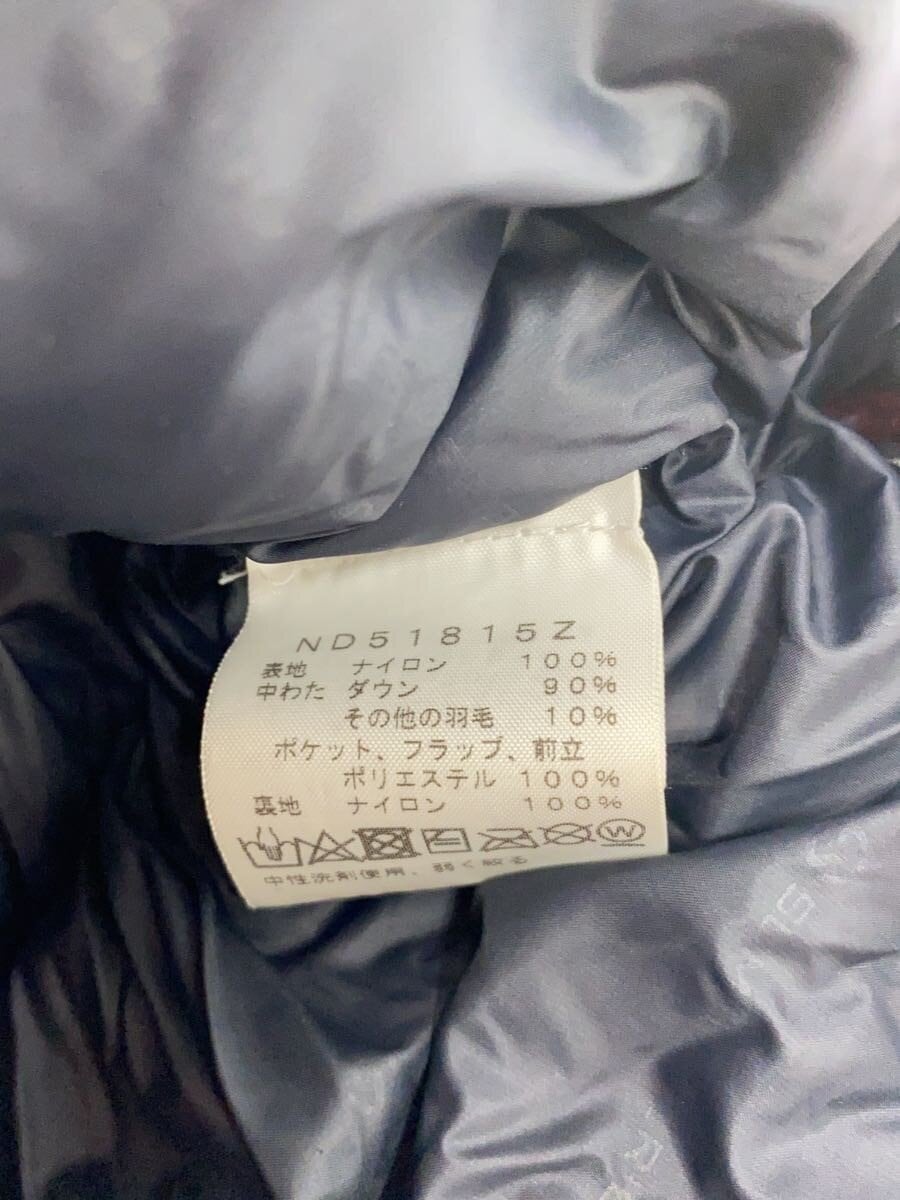 ND51815Z
表地 ナイロン 100%
中わた ダウン 90%
その他の羽毛 10%
ポケット、フラップ、前立
ポリエステル 100%
裏地 ナイロン 100%
W
中性洗剤使用、弱く絞る